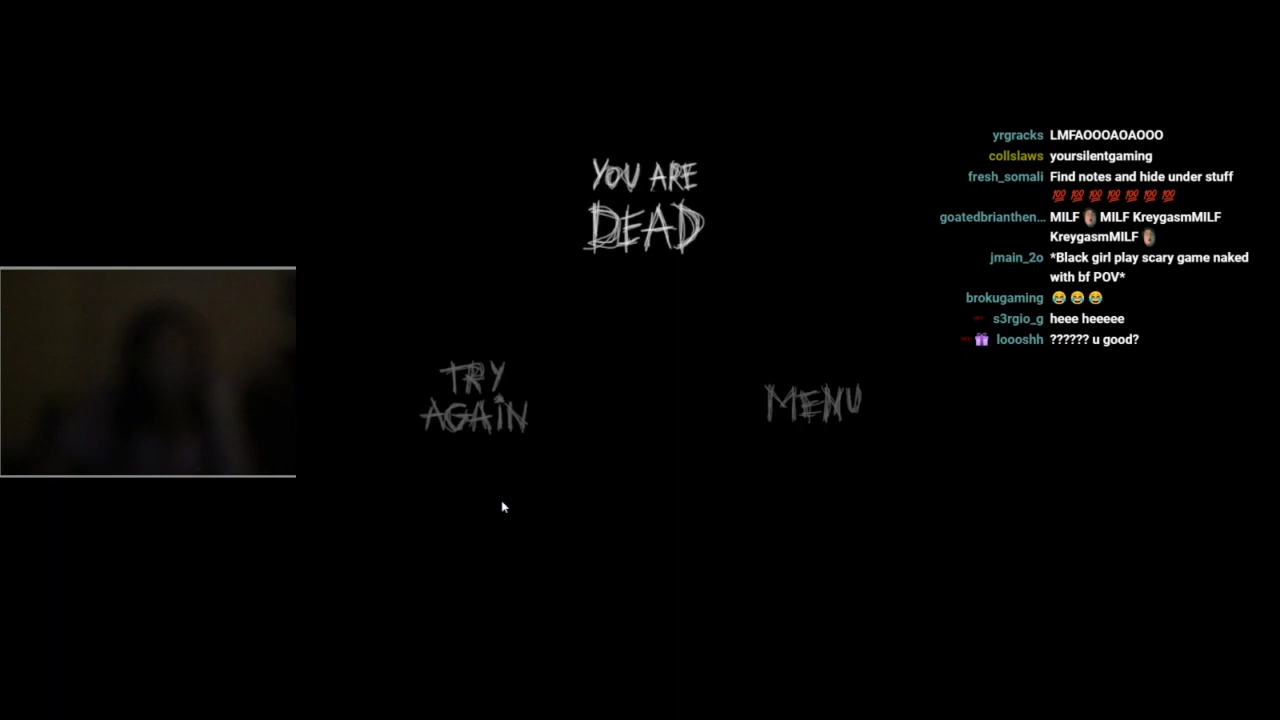 YOU ARE
DEAD
TRY
AGAIN
MENU
yrgracks LMFAOOOAOAOOO
collslaws yoursilentgaming
fresh_somali Find notes and hide under stuff
💯 💯 💯 💯 💯 💯 💯
goatedbrianthen... MILF MILF KreygasmMILF
KreygasmMILF
jmain_2o *Black girl play scary game naked
with bf POV*
brokugaming 😂 😂 😂
s3rgio_g heee heeeee
loooshh ?????? u good?